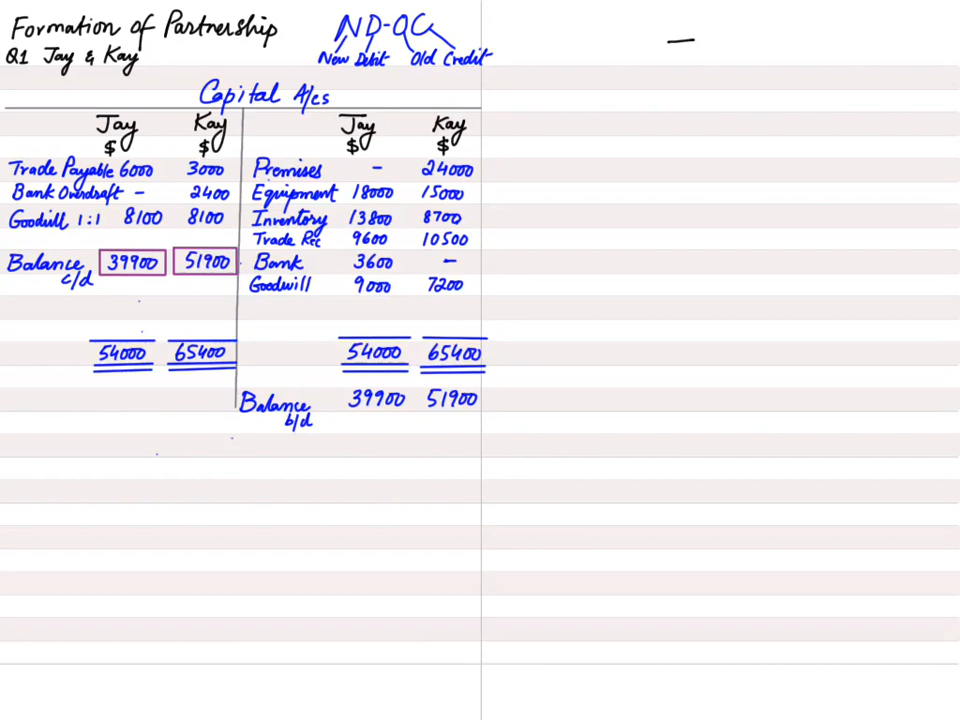 Formation of Partnership
ND-OC
Q1 Jay & Kay
New Debit Old Credit
Capital A/cs
Jay Kay Jay Kay
$ $ $ $
Trade Payable 6000 3000 Premises - 24000
Bank Overdraft - 2400 Equipment 18000 15000
Goodwill 1:1 8100 8100 Inventory 13800 8700
Trade Rec 9600 10500
Balance c/d 39900 51900 Bank 3600 -
Goodwill 9000 7200
54000 65400 54000 65400
Balance b/d 39900 51900